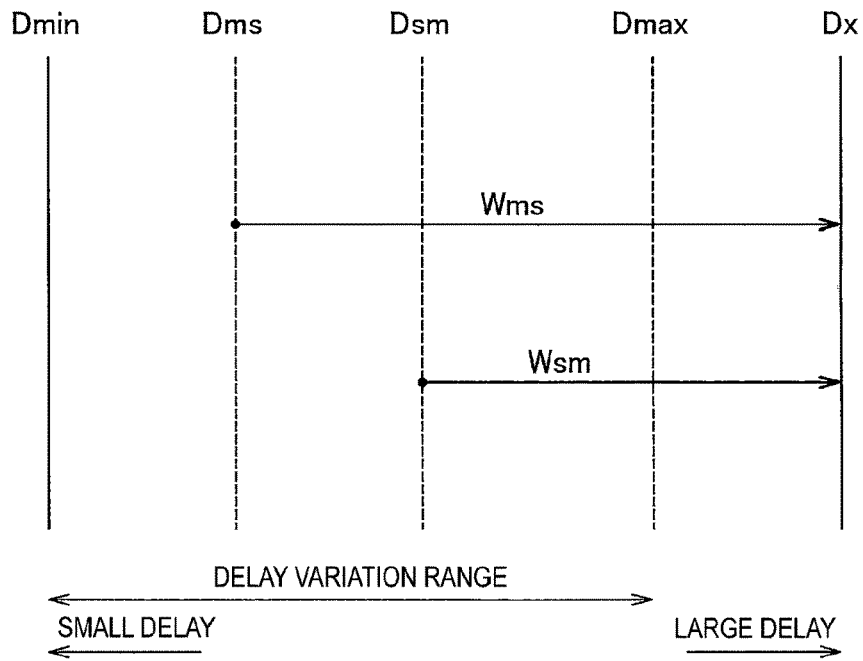 Dmin Dms Dsm Dmax Dx
Wms
Wsm
DELAY VARIATION RANGE
SMALL DELAY LARGE DELAY